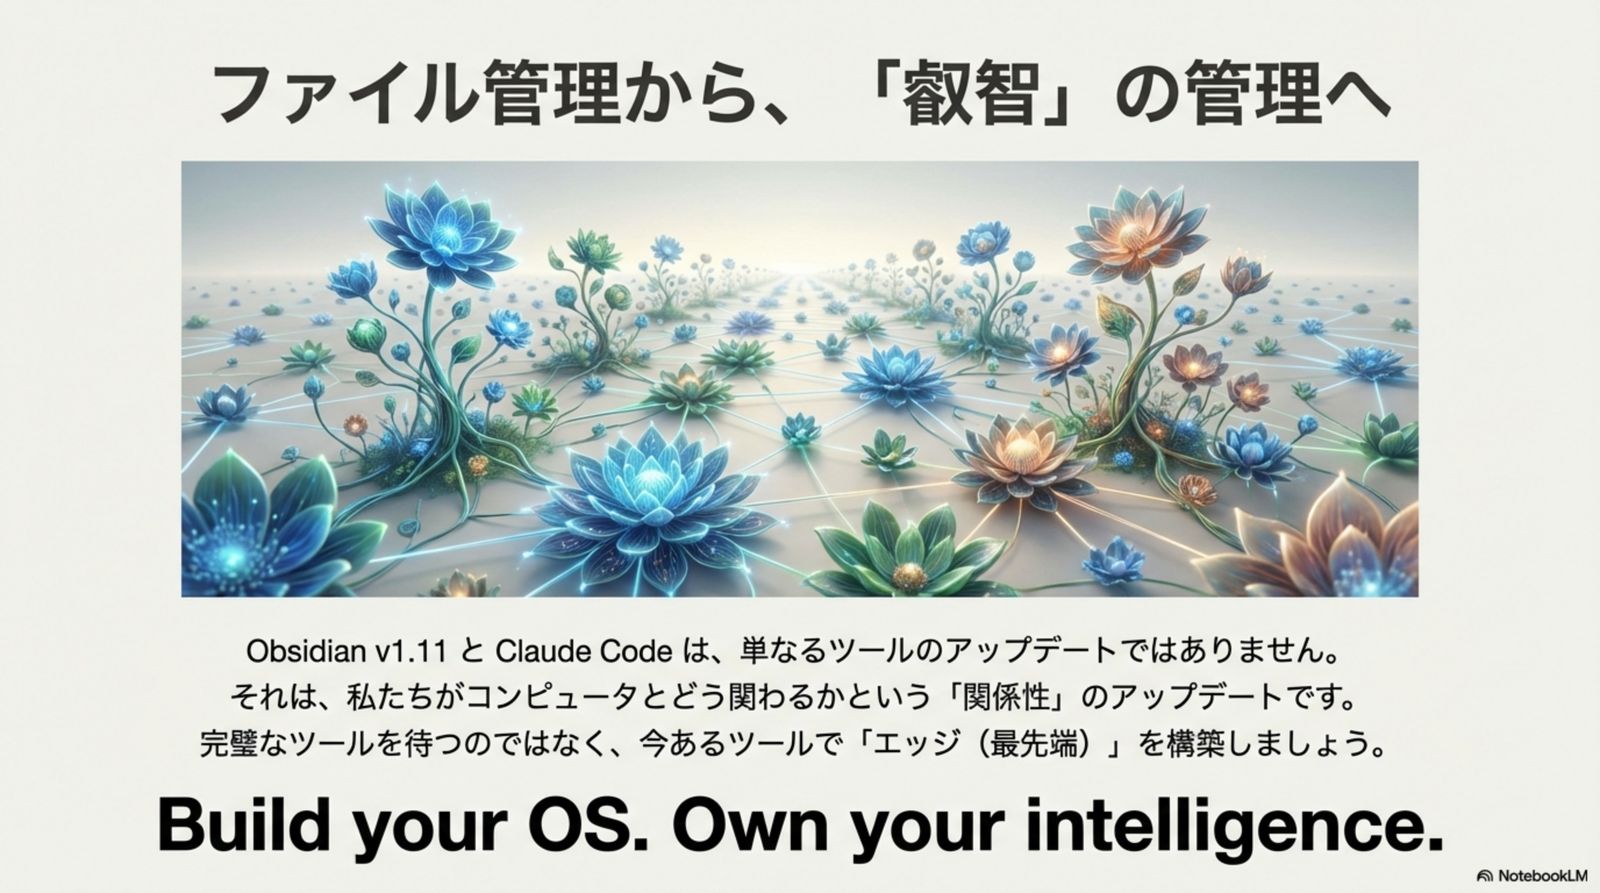 ファイル管理から、「叡智」の管理へ
Obsidian v1.11 と Claude Code は、単なるツールのアップデートではありません。
それは、私たちがコンピュータとどう関わるかという「関係性」のアップデートです。
完璧なツールを待つのではなく、今あるツールで「エッジ（最先端）」を構築しましょう。
Build your OS. Own your intelligence.
NotebookLM